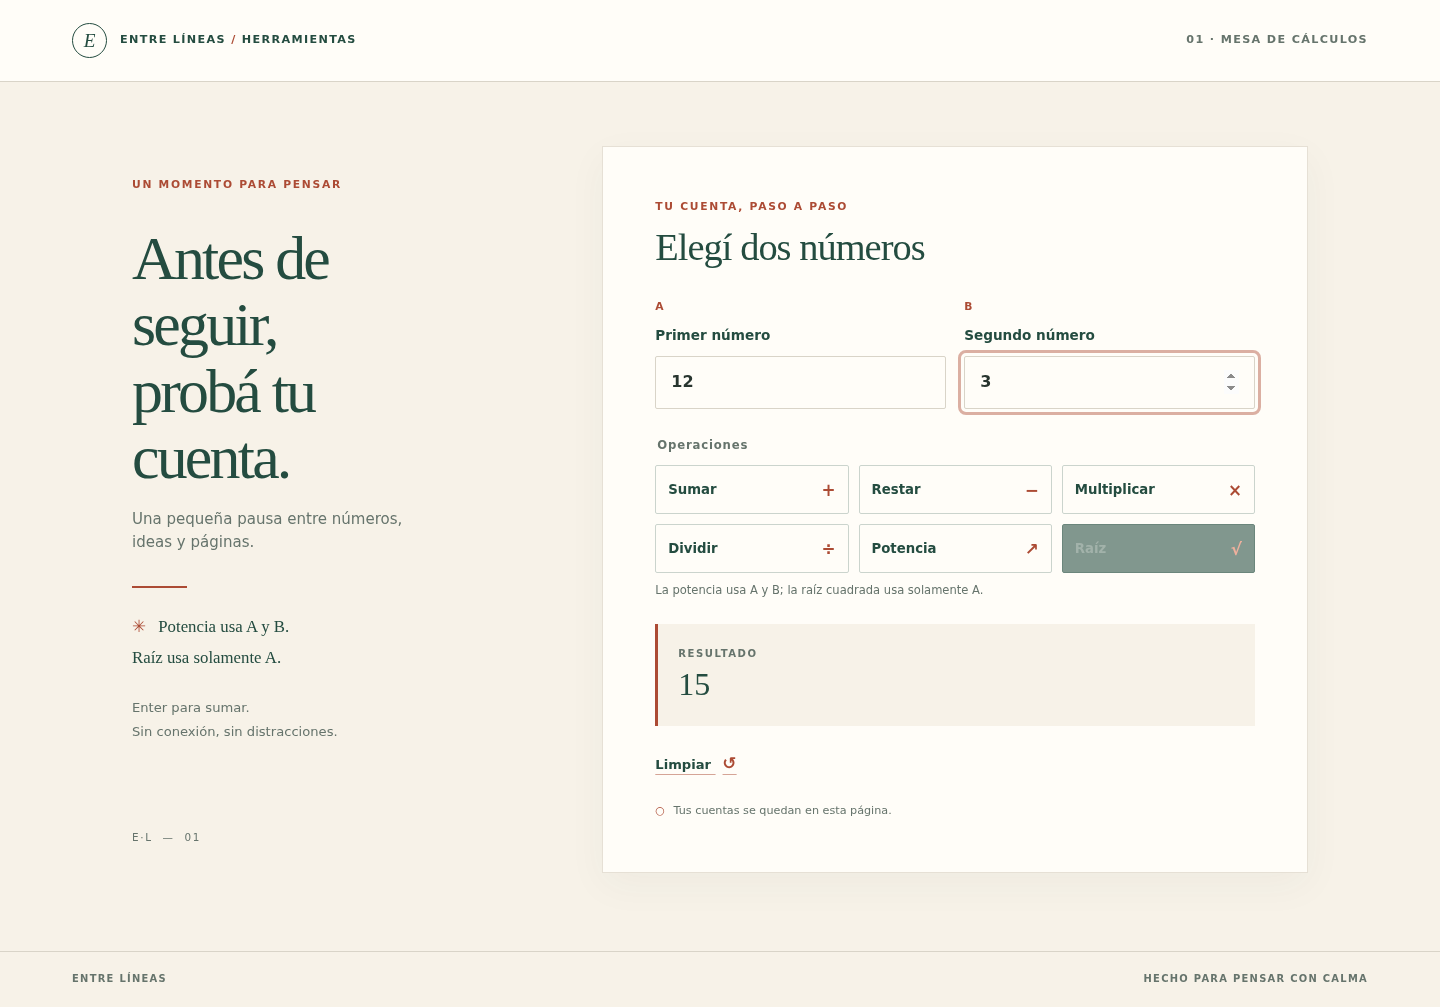 E ENTRE LÍNEAS / HERRAMIENTAS
01 · MESA DE CÁLCULOS
UN MOMENTO PARA PENSAR
Antes de
seguir,
probá tu
cuenta.
Una pequeña pausa entre números,
ideas y páginas.
✳ Potencia usa A y B.
Raíz usa solamente A.
Enter para sumar.
Sin conexión, sin distracciones.
E·L — 01
TU CUENTA, PASO A PASO
Elegí dos números
A
Primer número
12
B
Segundo número
3
Operaciones
Sumar +
Restar −
Multiplicar ×
Dividir ÷
Potencia ↗
Raíz √
La potencia usa A y B; la raíz cuadrada usa solamente A.
RESULTADO
15
Limpiar ↺
○ Tus cuentas se quedan en esta página.
ENTRE LÍNEAS
HECHO PARA PENSAR CON CALMA